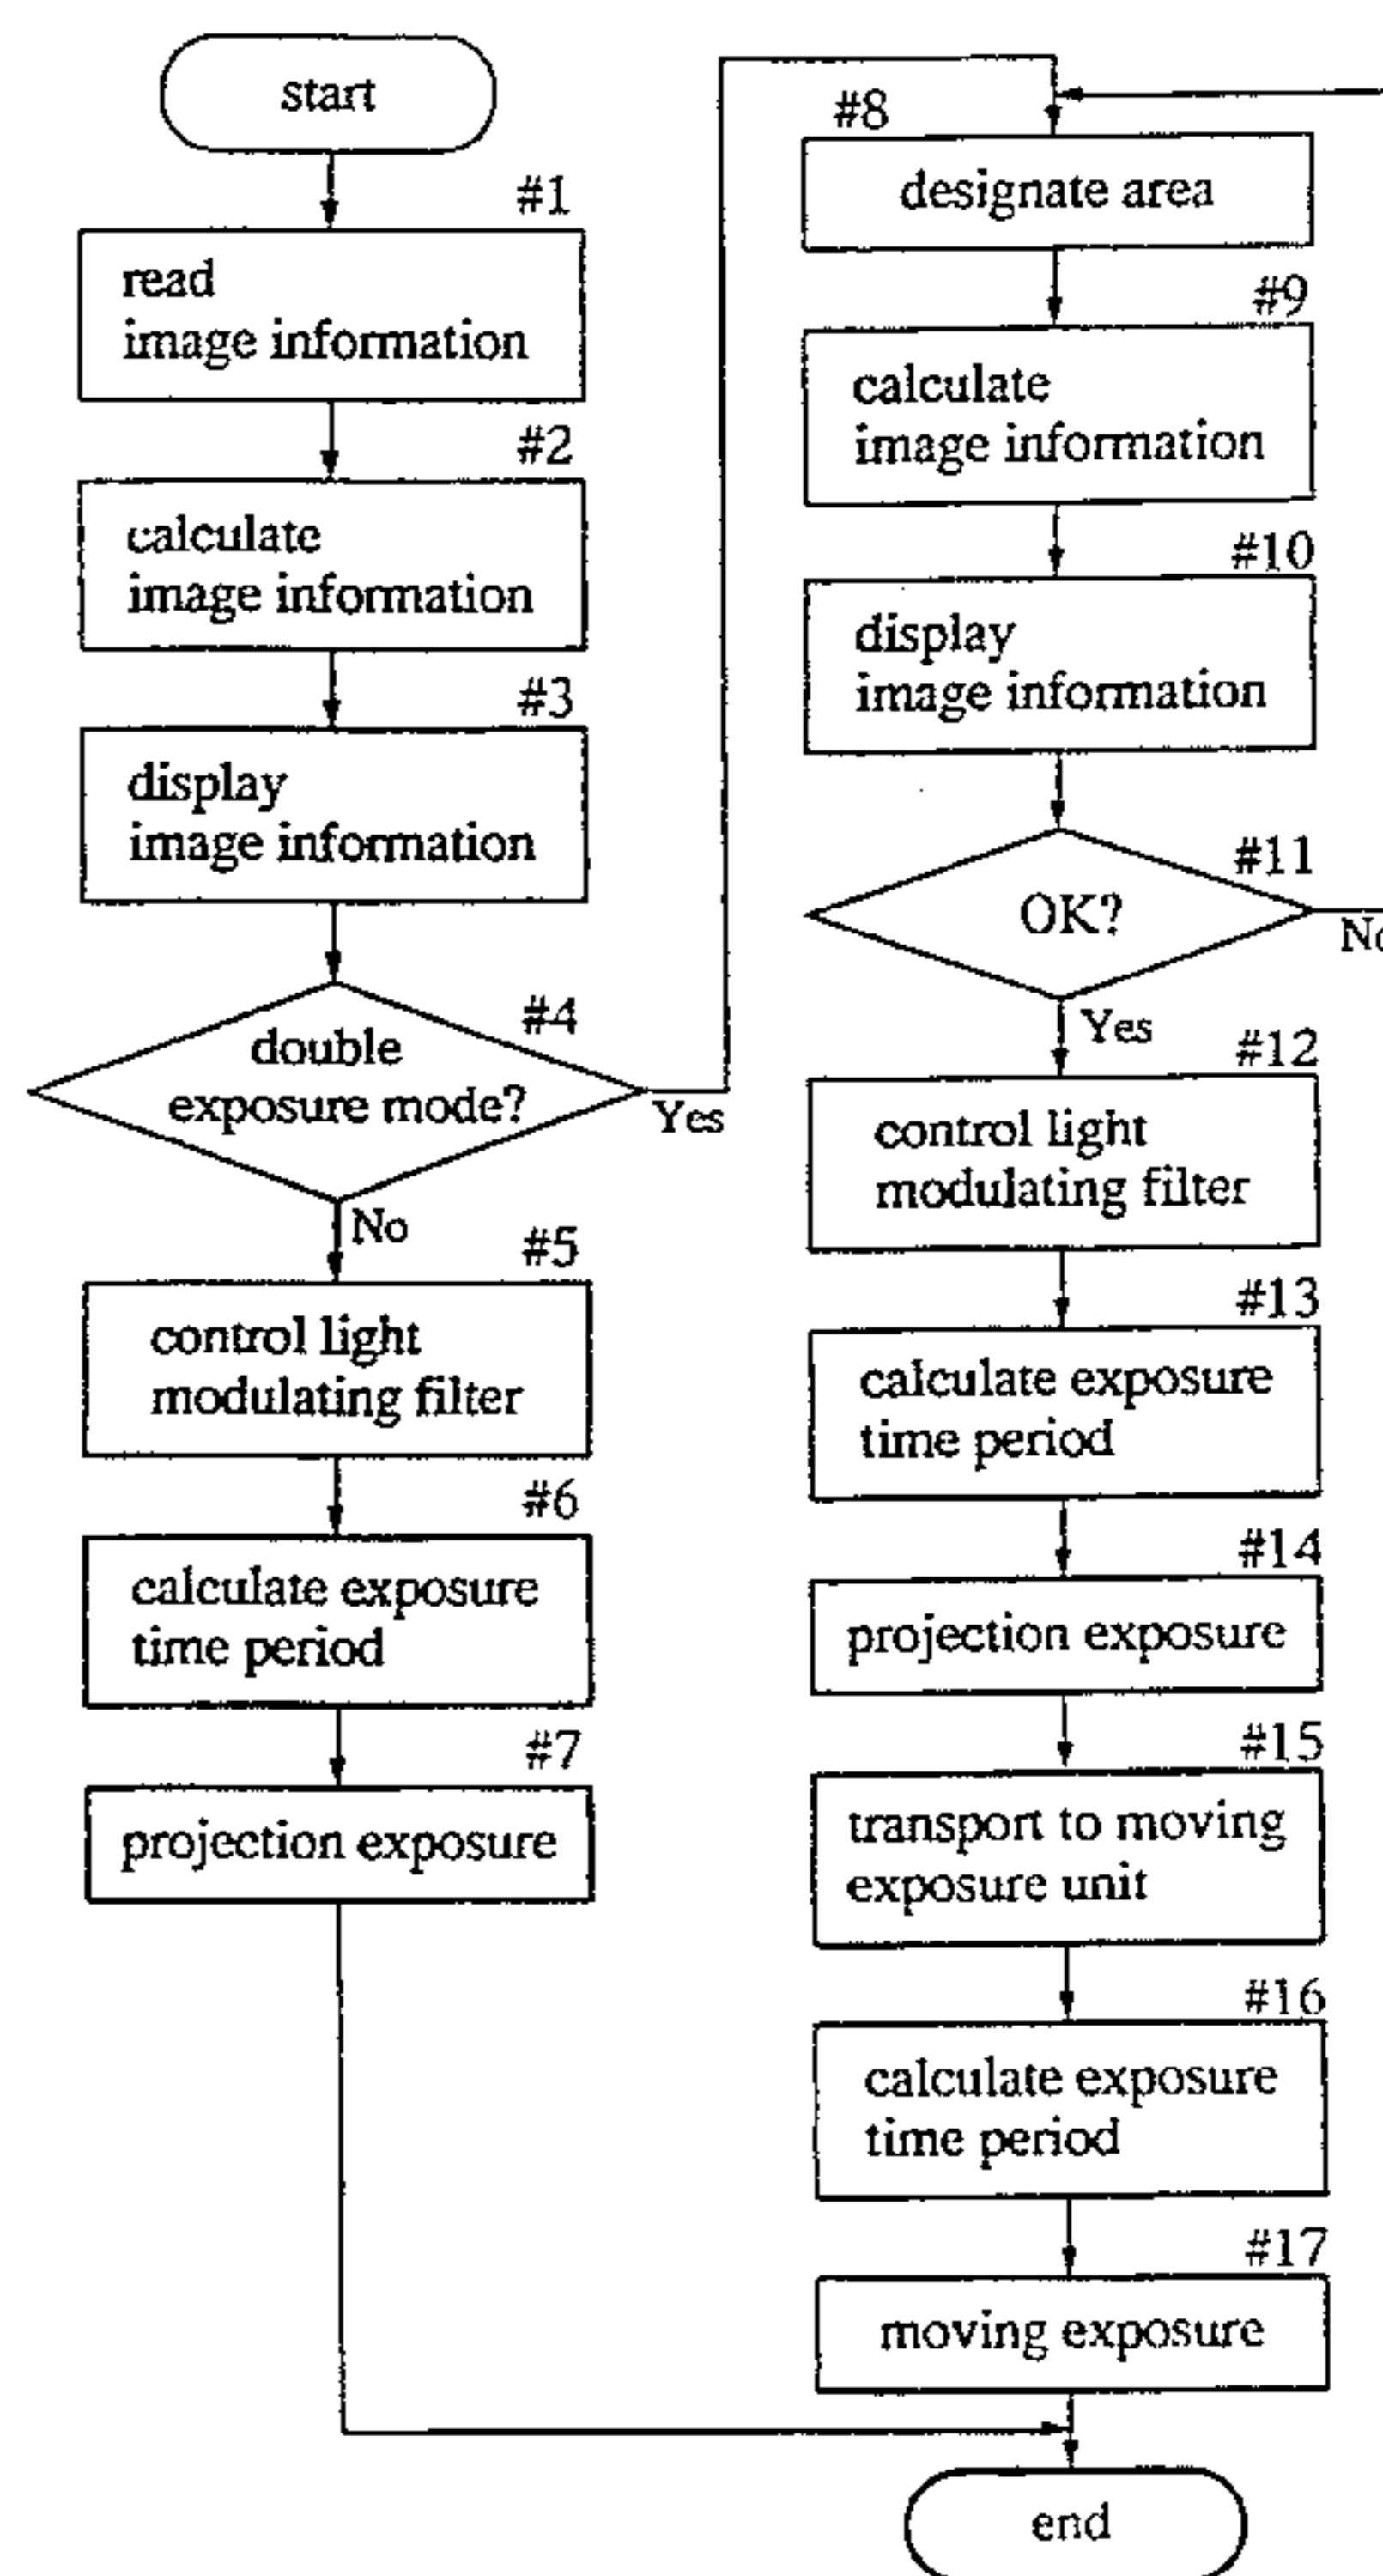 start
#1
read
image information
#2
calculate
image information
#3
display
image information
#4
double
exposure mode?
Yes
No
#5
control light
modulating filter
#6
calculate exposure
time period
#7
projection exposure
#8
designate area
#9
calculate
image information
#10
display
image information
#11
OK?
No
Yes
#12
control light
modulating filter
#13
calculate exposure
time period
#14
projection exposure
#15
transport to moving
exposure unit
#16
calculate exposure
time period
#17
moving exposure
end